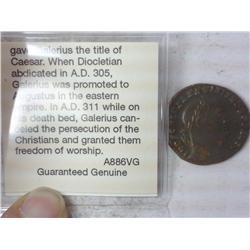 gave Galerius the title of
Caesar. When Diocletian
abdicated in A.D. 305,
Galerius was promoted to
Augustus in the eastern
empire. In A.D. 311 while on
his death bed, Galerius can-
celed the persecution of the
Christians and granted them
freedom of worship.
A886VG
Guaranteed Genuine